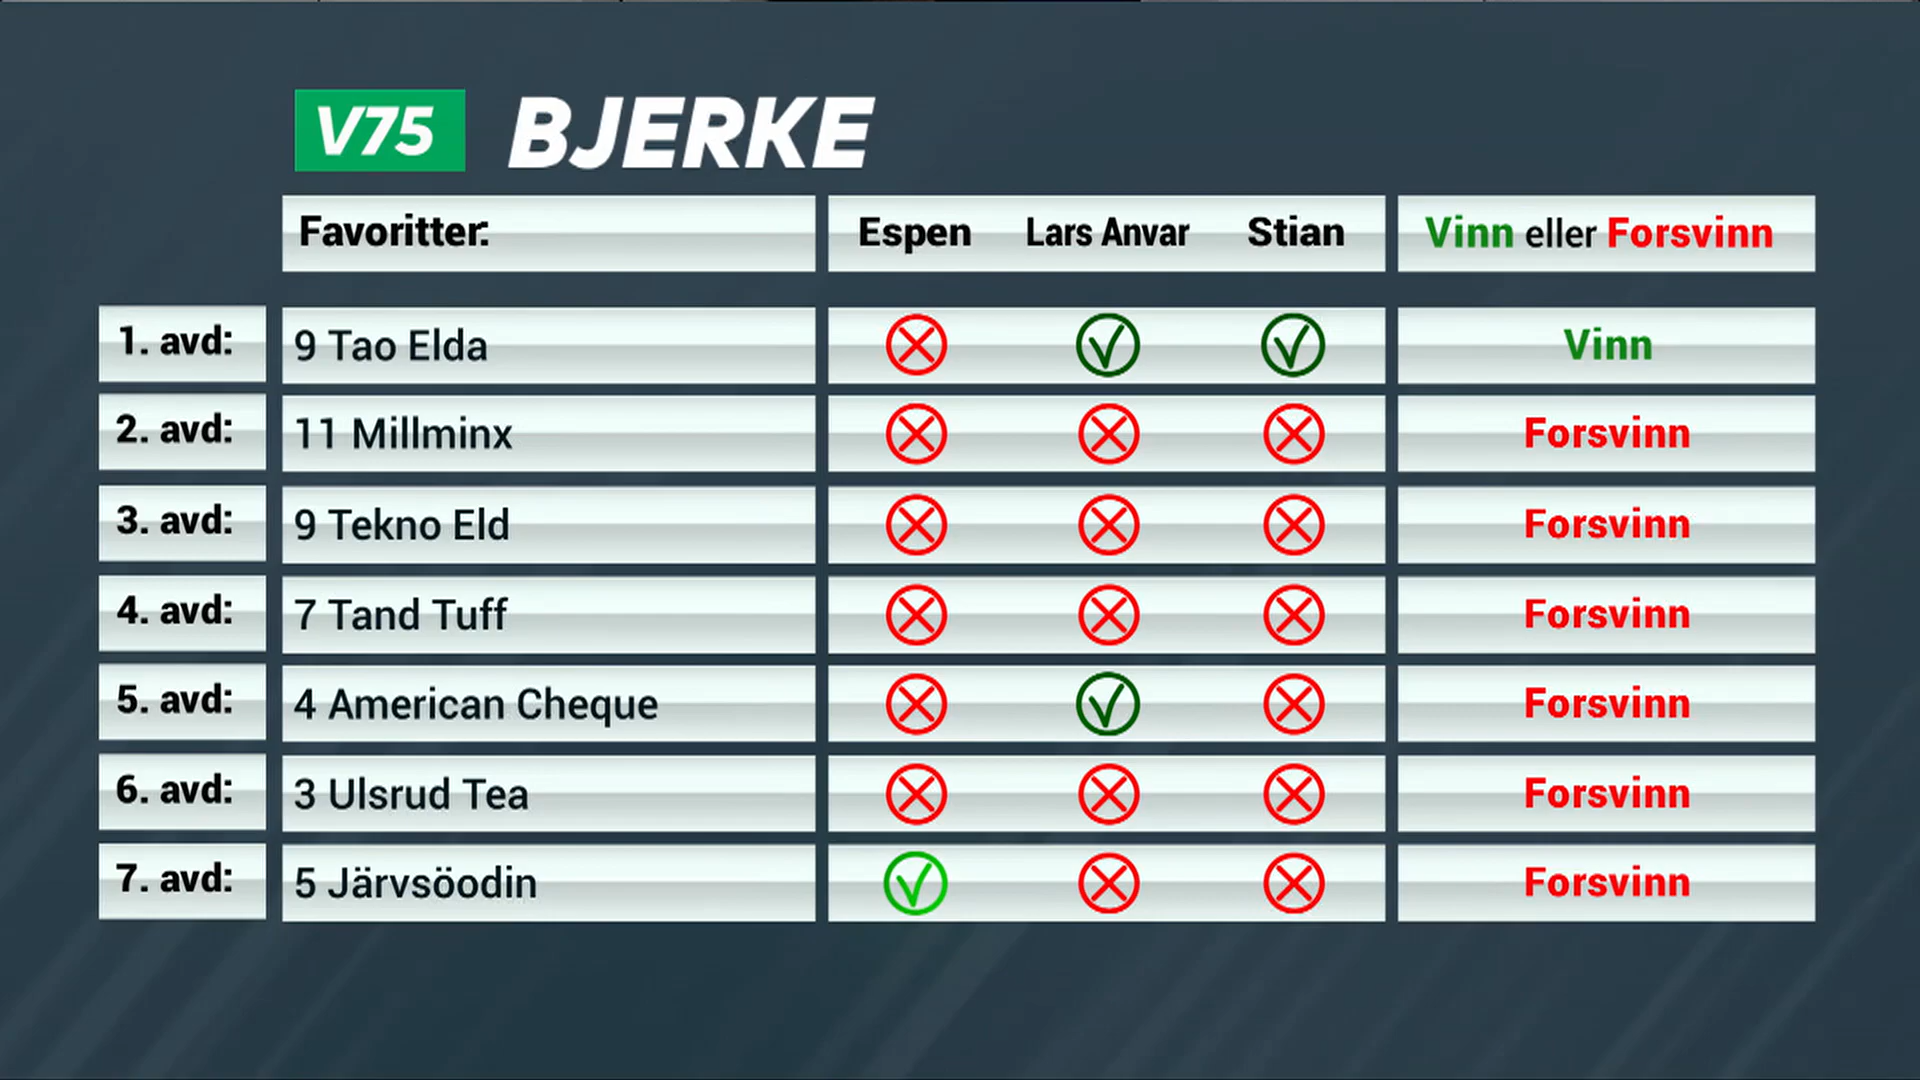 V75 BJERKE
Favoritter: Espen Lars Anvar Stian Vinn eller Forsvinn
1. avd: 9 Tao Elda Vinn
2. avd: 11 Millminx Forsvinn
3. avd: 9 Tekno Eld Forsvinn
4. avd: 7 Tand Tuff Forsvinn
5. avd: 4 American Cheque Forsvinn
6. avd: 3 Ulsrud Tea Forsvinn
7. avd: 5 Järvsöodin Forsvinn